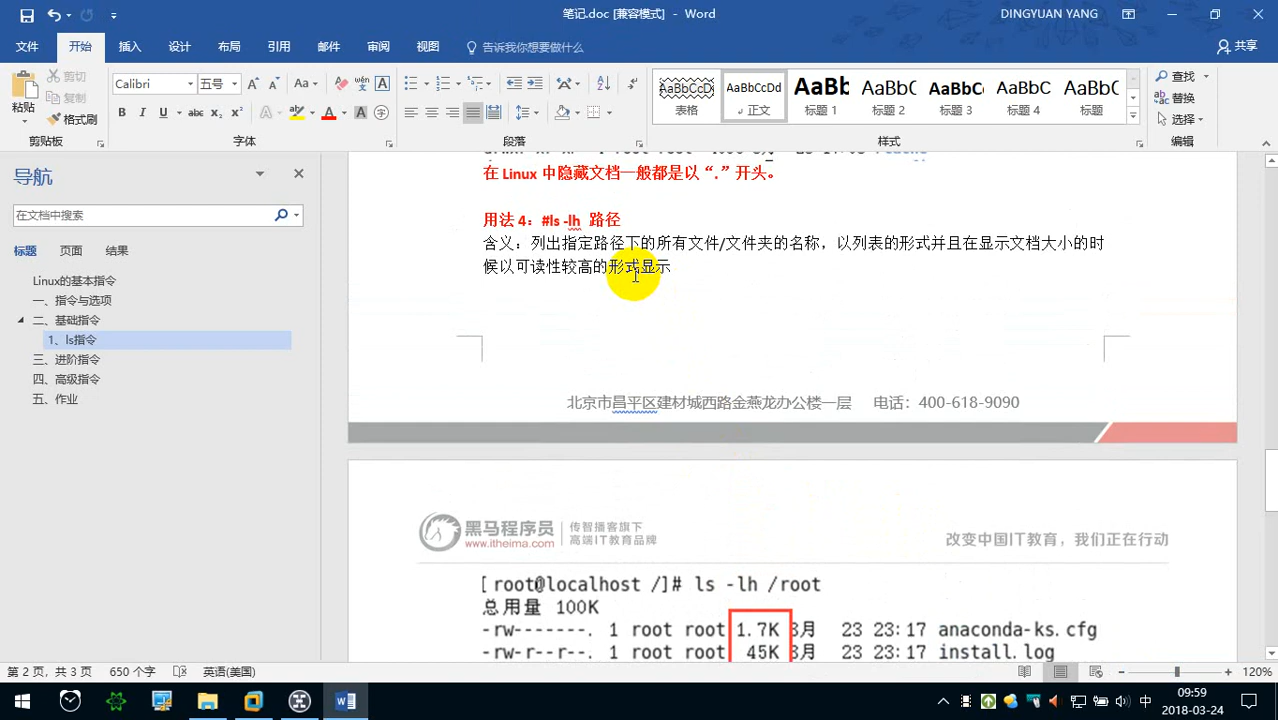 笔记.doc [兼容模式] - Word
DINGYUAN YANG
文件 开始 插入 设计 布局 引用 邮件 审阅 视图 告诉我你想要做什么 共享
粘贴 剪切 复制 格式刷
Calibri 五号
AaBbCcDd 表格
AaBbCcDd 正文
AaBb 标题 1
AaBbC 标题 2
AaBbC 标题 3
AaBbC 标题 4
AaBbC 标题
查找
替换
选择
剪贴板 字体 段落 样式 编辑
导航
在文档中搜索
标题 页面 结果
Linux的基本指令
一、指令与选项
二、基础指令
1、ls指令
三、进阶指令
四、高级指令
五、作业
在 Linux 中隐藏文档一般都是以“.”开头。
用法 4：#ls -lh 路径
含义：列出指定路径下的所有文件/文件夹的名称，以列表的形式并且在显示文档大小的时
候以可读性较高的形式显示
北京市昌平区建材城西路金燕龙办公楼一层 电话：400-618-9090
黑马程序员
www.itheima.com
传智播客旗下
高端IT教育品牌
改变中国IT教育，我们正在行动
[root@localhost /]# ls -lh /root
总用量 100K
-rw-------. 1 root root 1.7K 8月 23 23:17 anaconda-ks.cfg
-rw-r--r--. 1 root root 45K 8月 23 23:17 install.log
第 2 页，共 3 页 650 个字 英语(美国) 120%
中
09:59
2018-03-24